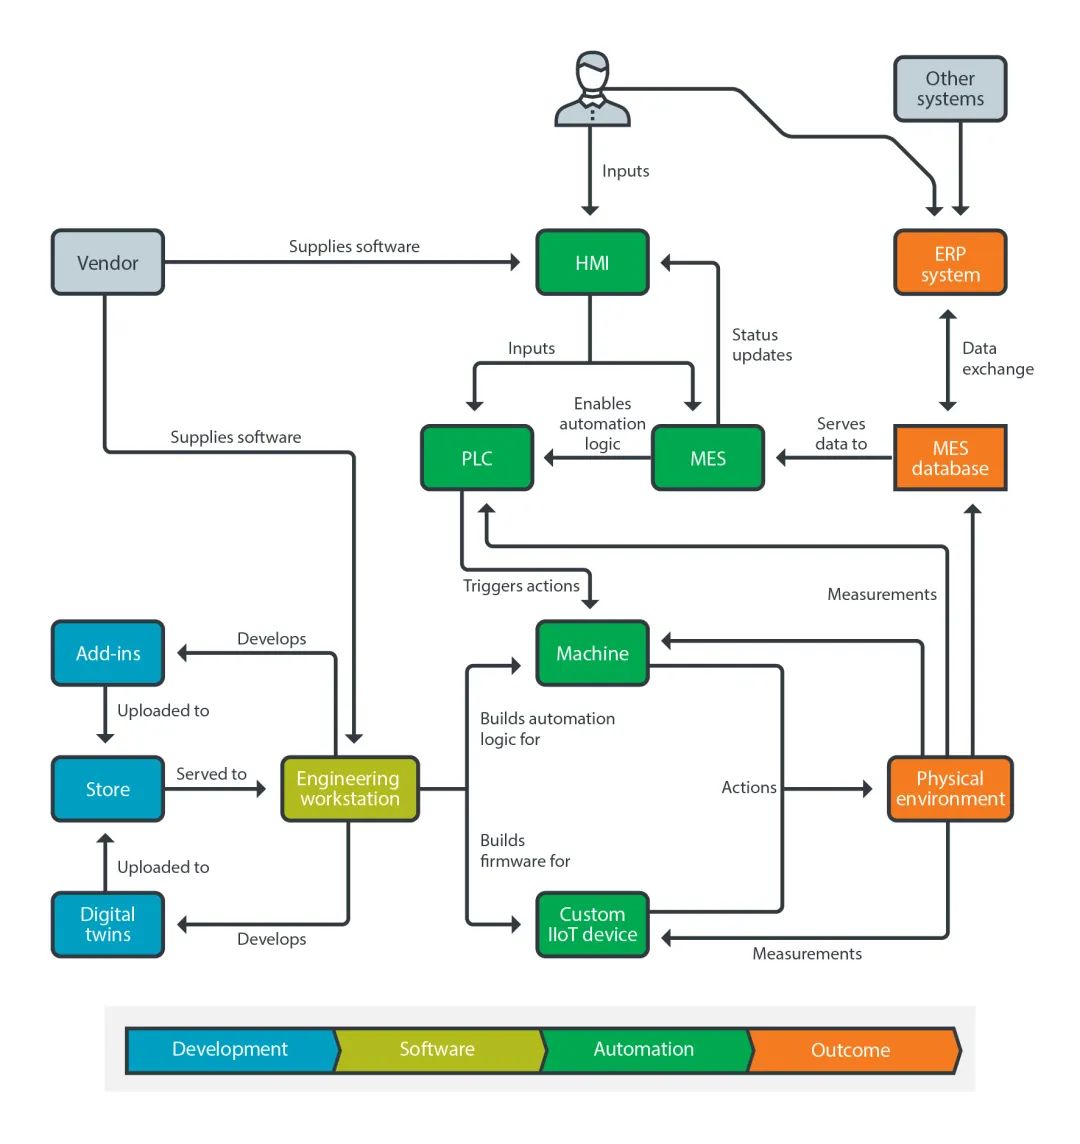 Other
systems
Inputs
Vendor
Supplies software
HMI
ERP
system
Inputs
Status
updates
Data
exchange
Supplies software
PLC
Enables
automation
logic
MES
Serves
data to
MES
database
Triggers actions
Measurements
Add-ins
Develops
Machine
Uploaded to
Builds automation
logic for
Store
Served to
Engineering
workstation
Actions
Physical
environment
Uploaded to
Builds
firmware for
Digital
twins
Develops
Custom
IIoT device
Measurements
Development
Software
Automation
Outcome